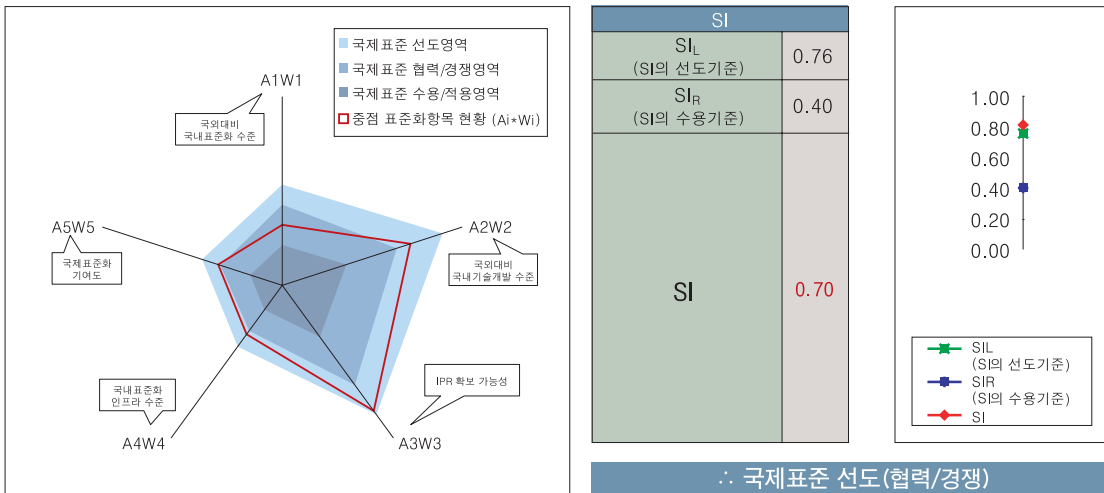 국제표준 선도영역
국제표준 협력/경쟁영역
국제표준 수용/적용영역
중점 표준화항목 현황 (Ai*Wi)
A1W1
국외대비
국내표준화 수준
A2W2
국외대비
국내기술개발 수준
A5W5
국제표준화
기여도
국내표준화
인프라 수준
A4W4
IPR 확보 가능성
A3W3
SI
SI_L
(SI의 선도기준)
0.76
SI_R
(SI의 수용기준)
0.40
SI
0.70
1.00
0.80
0.60
0.40
0.20
0.00
SIL
(SI의 선도기준)
SIR
(SI의 수용기준)
SI
∴ 국제표준 선도(협력/경쟁)